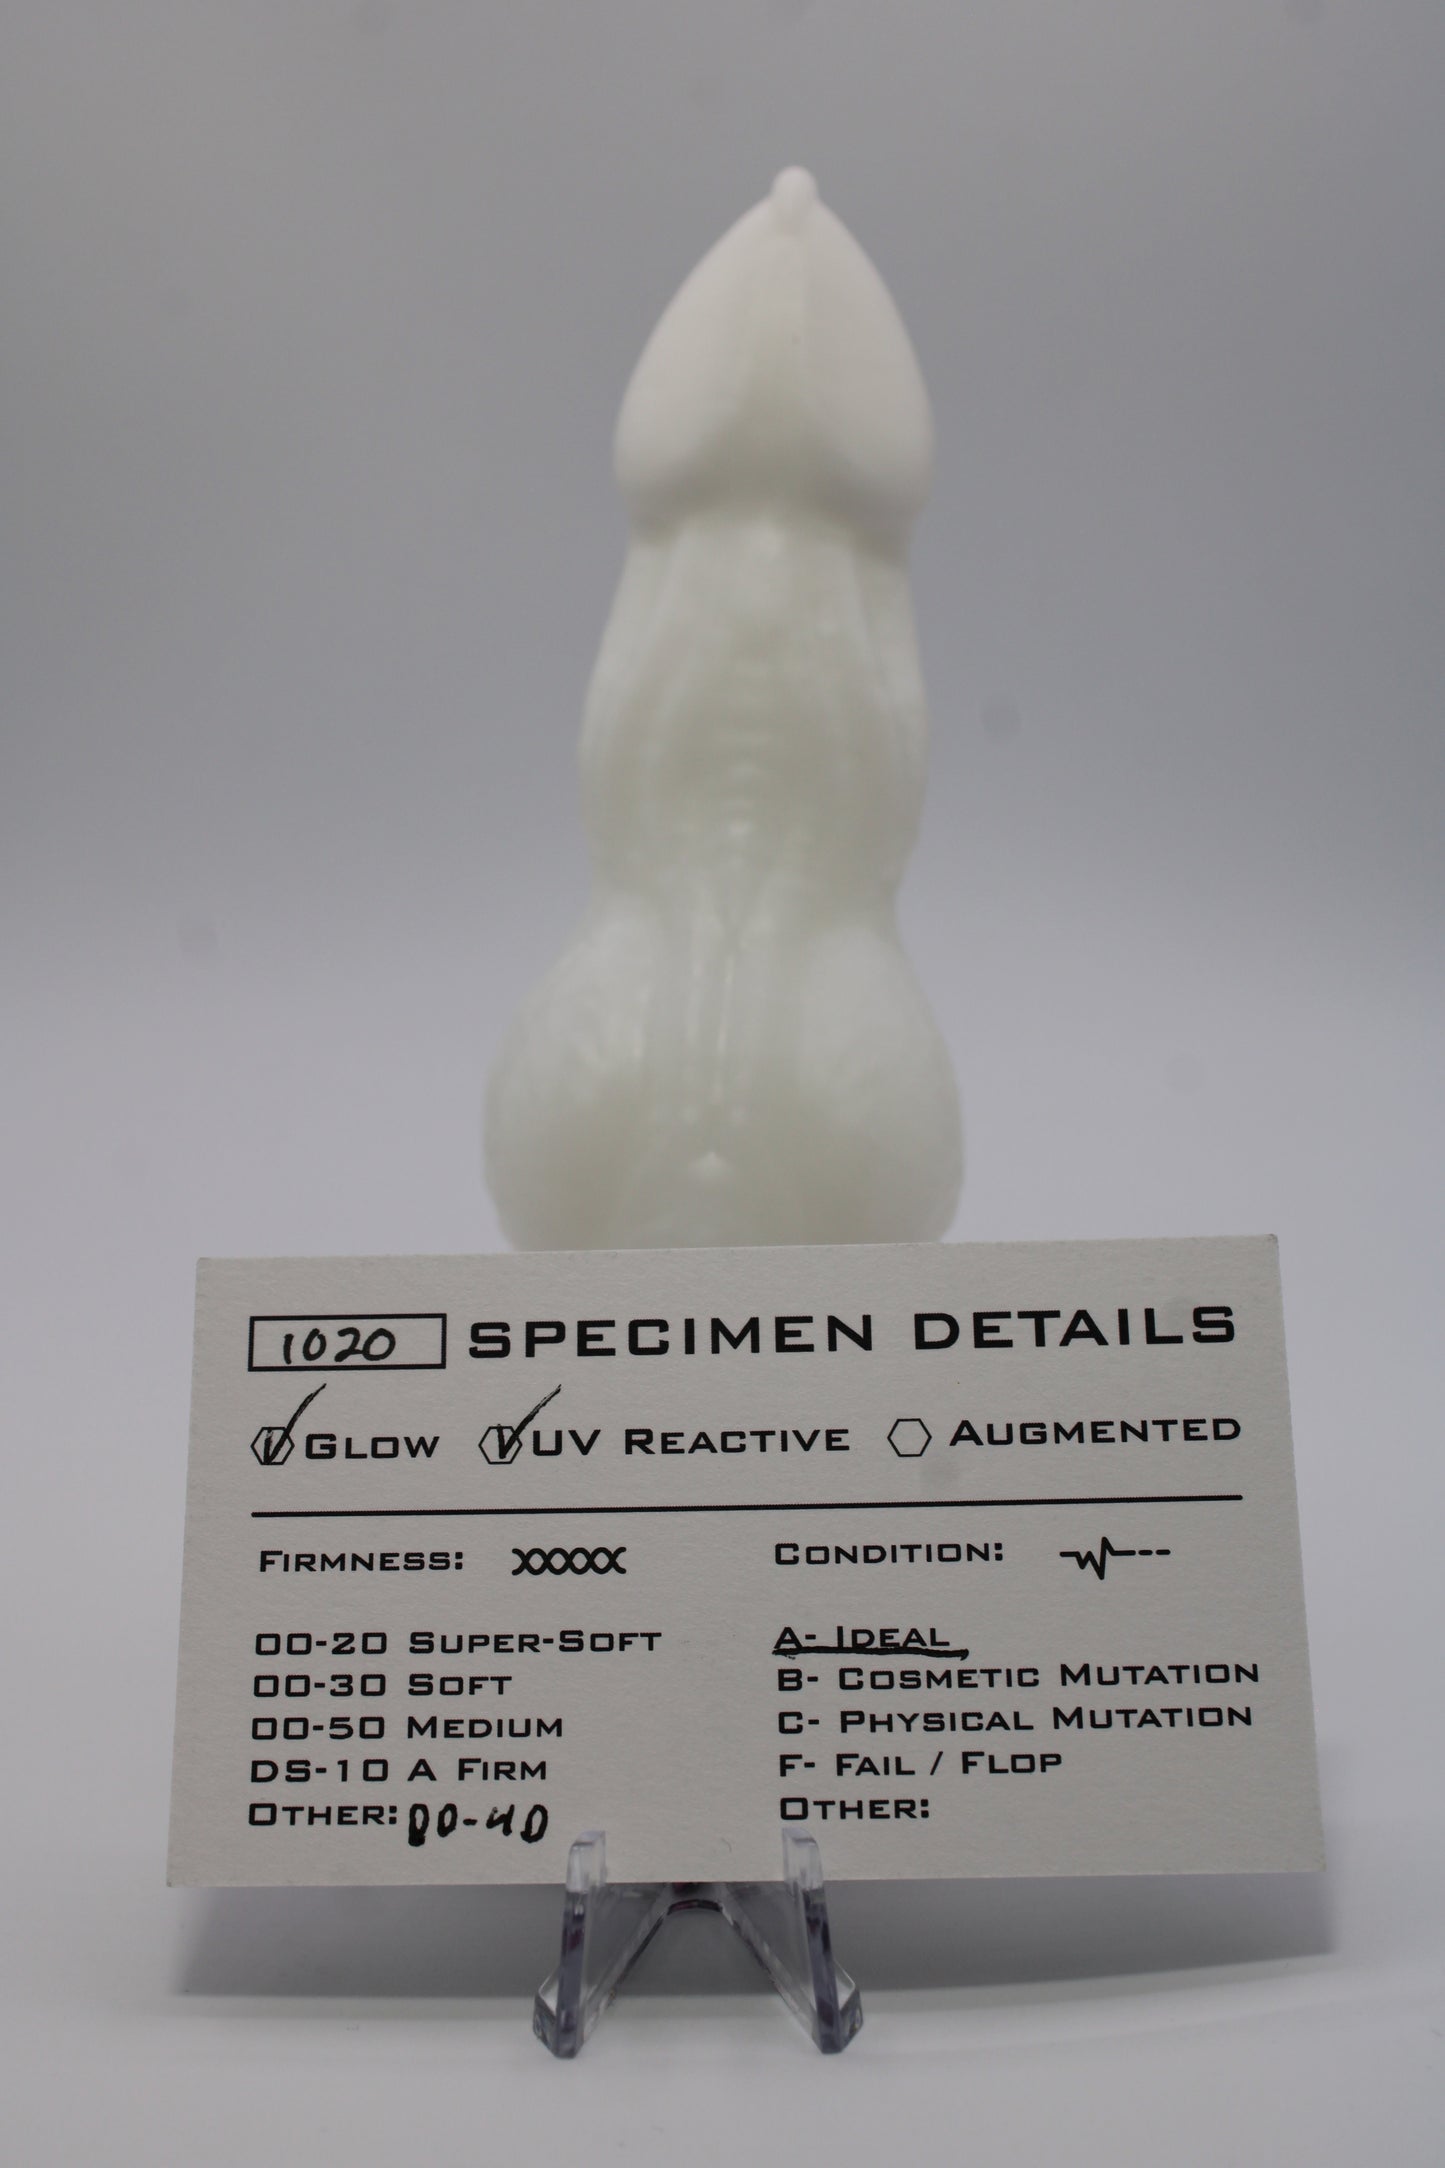 1020 SPECIMEN DETAILS
GLOW UV REACTIVE AUGMENTED
FIRMNESS: CONDITION:
00-20 SUPER-SOFT
00-30 SOFT
00-50 MEDIUM
DS-10 A FIRM
OTHER: 00-40
A- IDEAL
B- COSMETIC MUTATION
C- PHYSICAL MUTATION
F- FAIL / FLOP
OTHER: